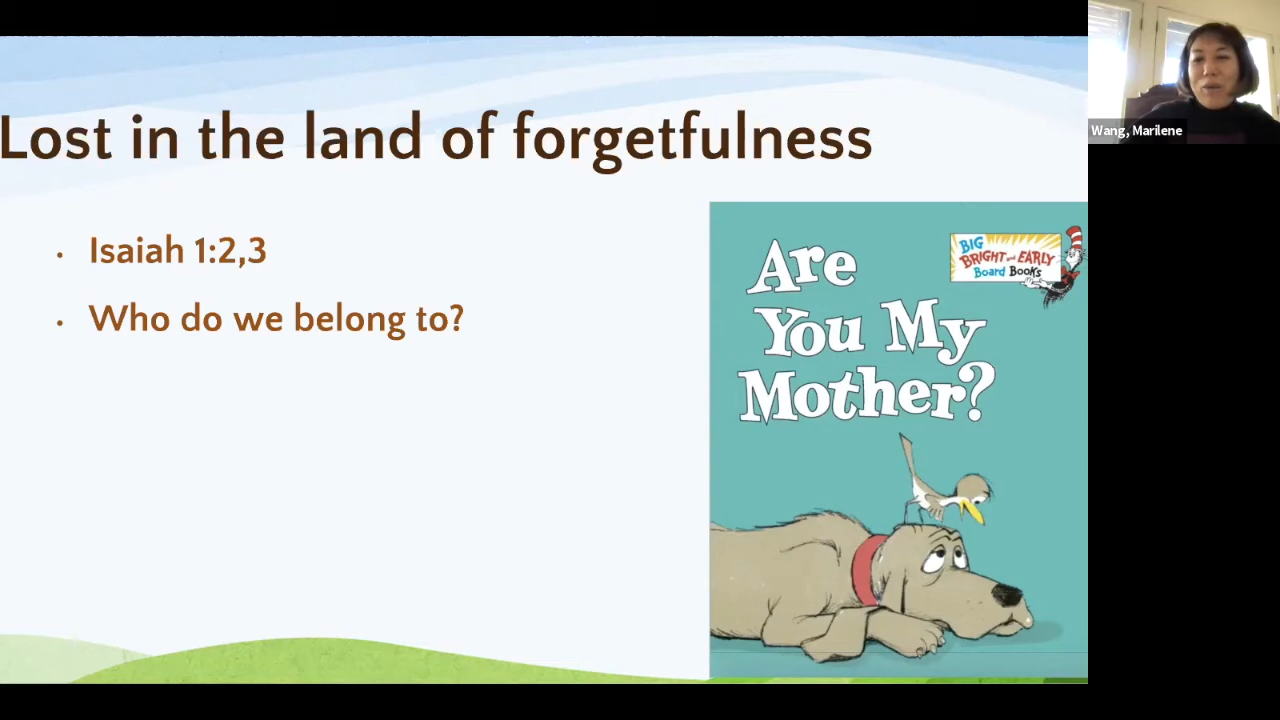 Lost in the land of forgetfulness
• Isaiah 1:2,3
• Who do we belong to?
Are
You My
Mother?
BIG
BRIGHT and EARLY
Board Books
Wang, Marilene